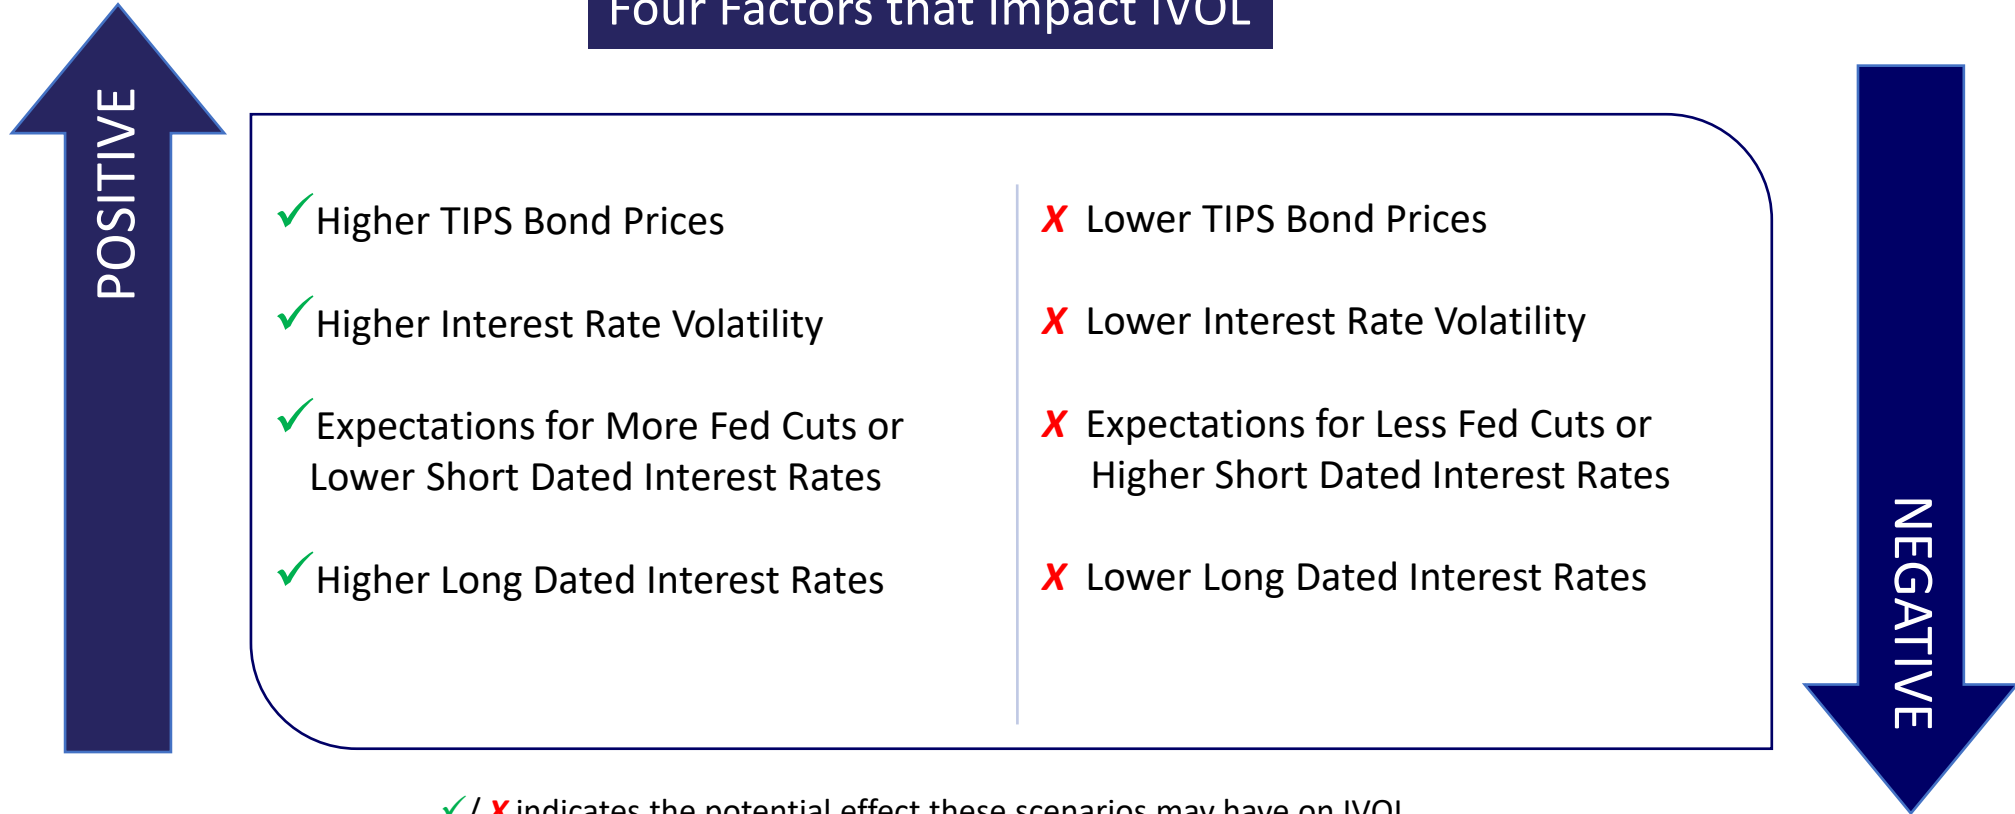 Four Factors that Impact IVOL
POSITIVE
✓Higher TIPS Bond Prices
✓Higher Interest Rate Volatility
✓Expectations for More Fed Cuts or
Lower Short Dated Interest Rates
✓Higher Long Dated Interest Rates
X Lower TIPS Bond Prices
X Lower Interest Rate Volatility
X Expectations for Less Fed Cuts or
Higher Short Dated Interest Rates
X Lower Long Dated Interest Rates
NEGATIVE
✓/ X indicates the potential effect these scenarios may have on IVOL